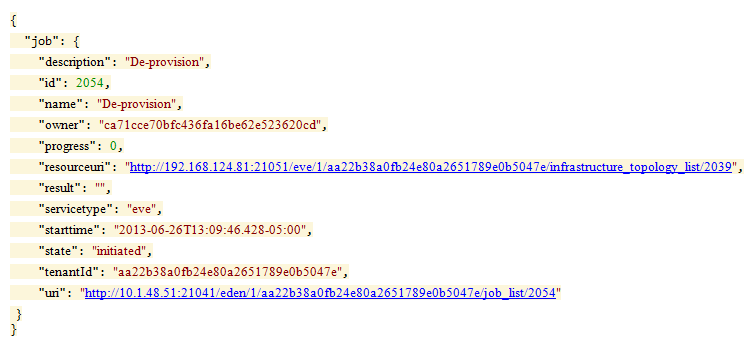 {
"job": {
"description": "De-provision",
"id": 2054,
"name": "De-provision",
"owner": "ca71cce70bfc436fa16be62e523620cd",
"progress": 0,
"resourceuri": "http://192.168.124.81:21051/eve/1/aa22b38a0fb24e80a2651789e0b5047e/infrastructure_topology_list/2039",
"result": "",
"servicetype": "eve",
"starttime": "2013-06-26T13:09:46.428-05:00",
"state": "initiated",
"tenantId": "aa22b38a0fb24e80a2651789e0b5047e",
"uri": "http://10.1.48.51:21041/eden/1/aa22b38a0fb24e80a2651789e0b5047e/job_list/2054"
}
}